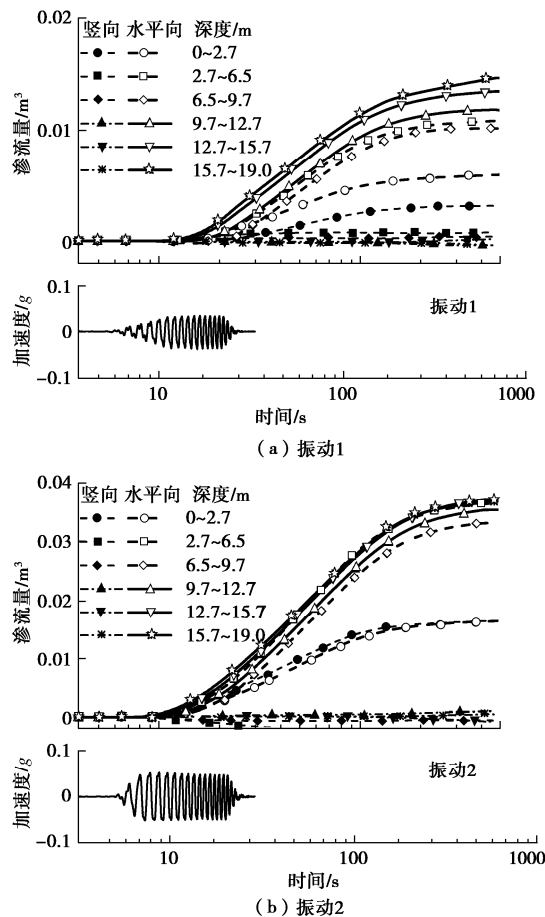 0.02
竖向 水平向 深度/m
0~2.7
2.7~6.5
6.5~9.7
0.01
9.7~12.7
12.7~15.7
15.7~19.0
0
渗流量/m³
0.1
0
−0.1
加速度/g
振动1
10 100 1000
时间/s
（a）振动1
0.04
竖向 水平向 深度/m
0~2.7
2.7~6.5
0.03
6.5~9.7
9.7~12.7
0.02
12.7~15.7
15.7~19.0
0.01
0
渗流量/m³
0.1
0
−0.1
加速度/g
振动2
10 100 1000
时间/s
（b）振动2